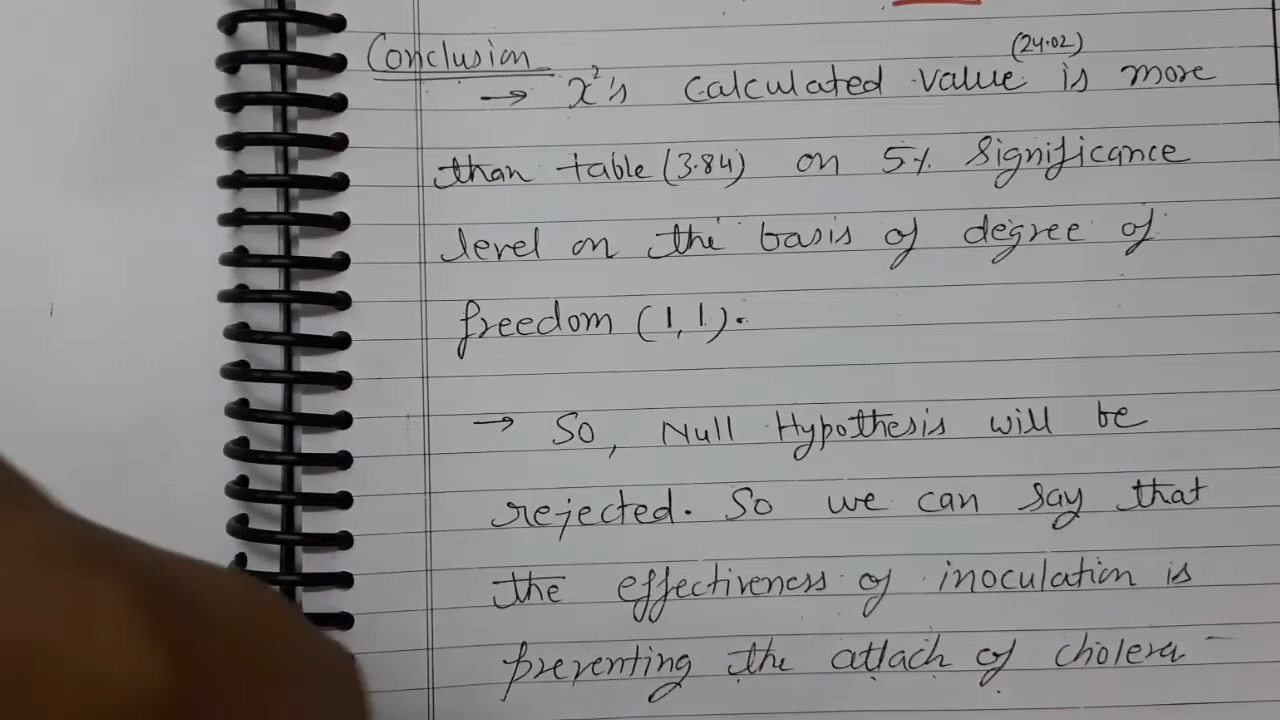 Conclusion
(24.02)
→ x²'s calculated value is more
than table (3.84) on 5% significance
level on the basis of degree of
freedom (1,1).
→ So, Null Hypothesis will be
rejected. So we can say that
the effectiveness of inoculation is
preventing the attach of cholera